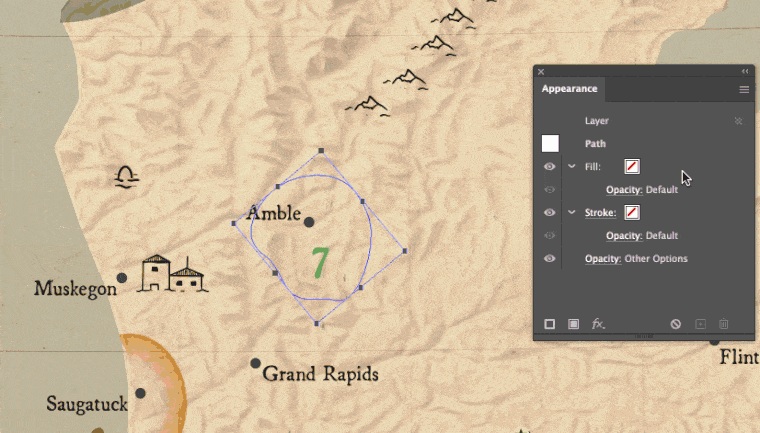 Appearance
Layer
Path
Fill:
Opacity: Default
Stroke:
Opacity: Default
Opacity: Other Options
fx.
Amble
7
Muskegon
Grand Rapids
Flint
Saugatuck